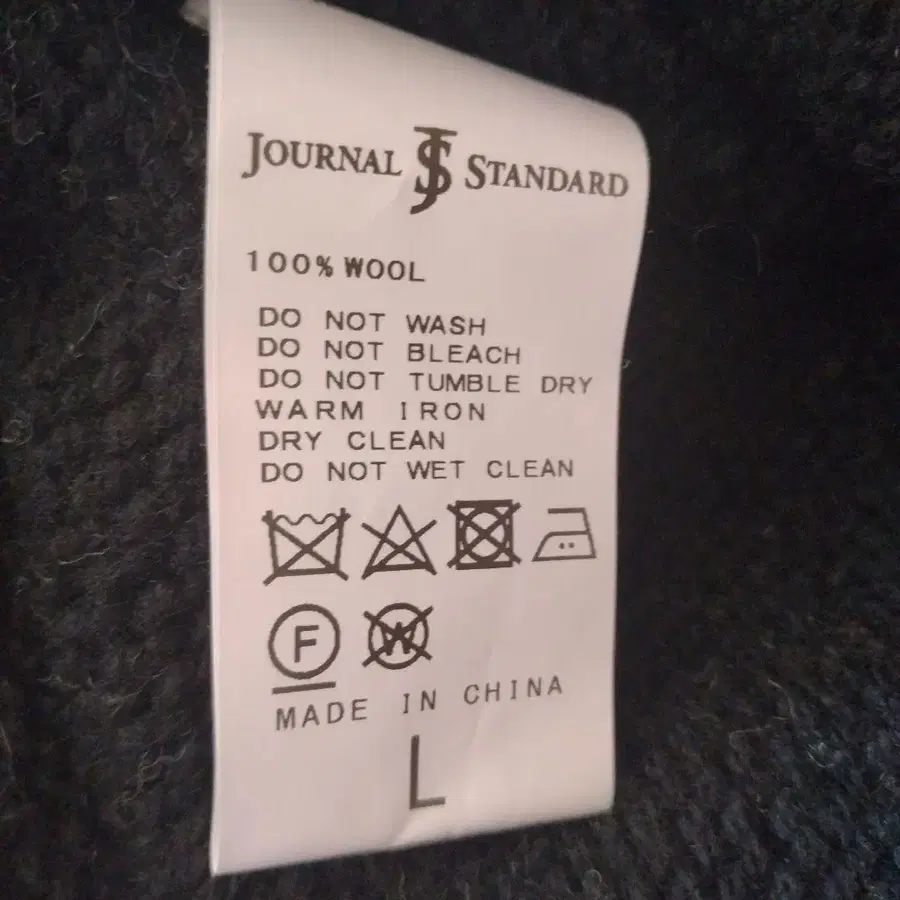 JOURNAL JS STANDARD
100% WOOL
DO NOT WASH
DO NOT BLEACH
DO NOT TUMBLE DRY
WARM IRON
DRY CLEAN
DO NOT WET CLEAN
F W
MADE IN CHINA
L